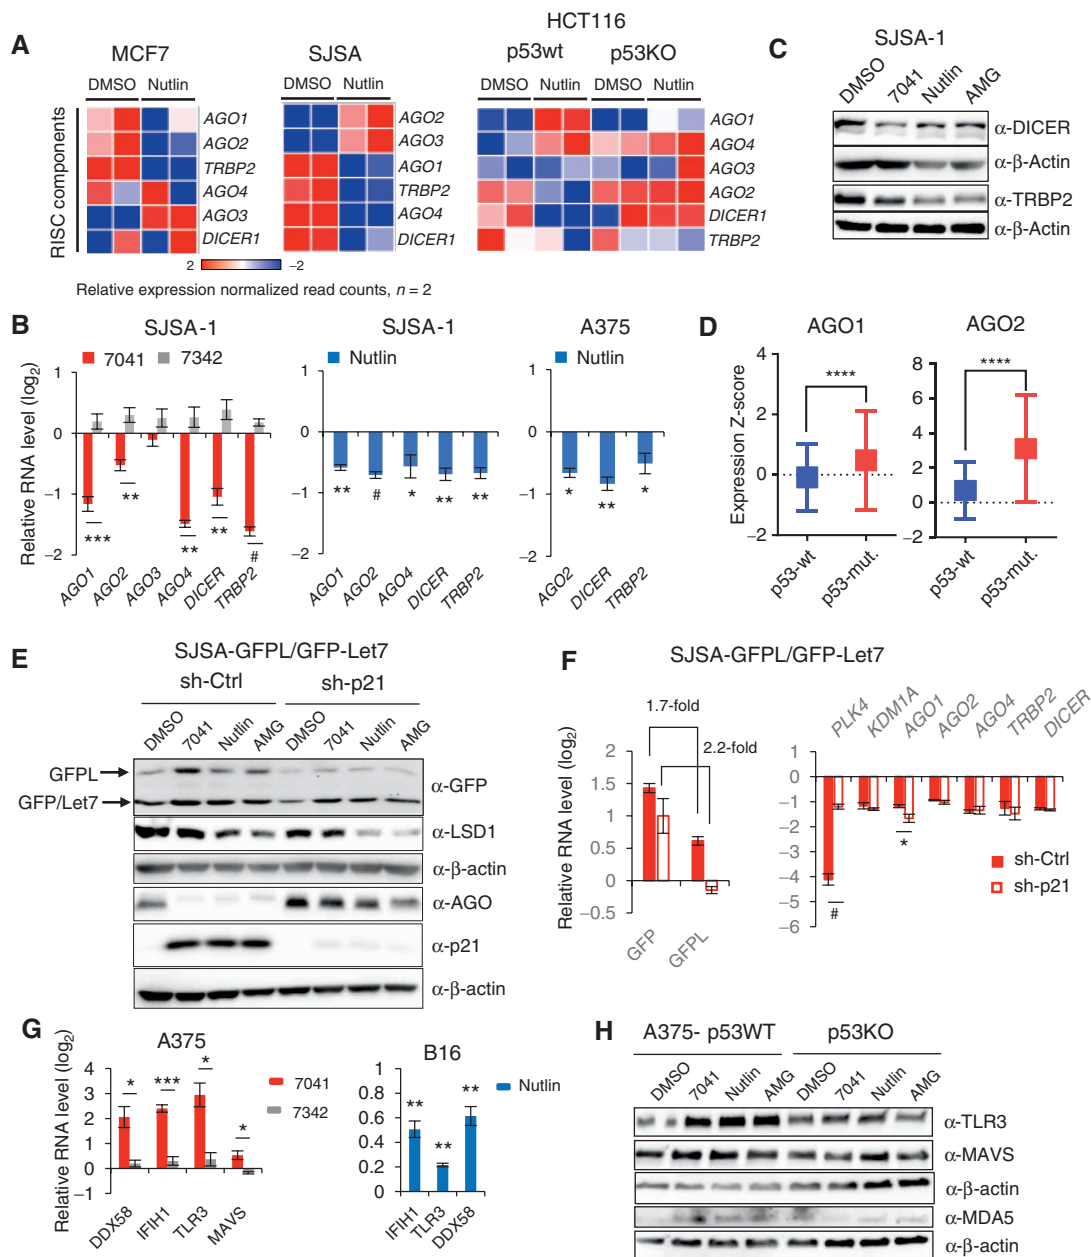 A
MCF7
DMSO Nutlin
RISC components
AGO1
AGO2
TRBP2
AGO4
AGO3
DICER1
SJSA
DMSO Nutlin
AGO2
AGO3
AGO1
TRBP2
AGO4
DICER1
HCT116
p53wt p53KO
DMSO Nutlin DMSO Nutlin
AGO1
AGO4
AGO3
AGO2
DICER1
TRBP2
2 −2
Relative expression normalized read counts, n = 2
C
SJSA-1
DMSO 7041 Nutlin AMG
α-DICER
α-β-Actin
α-TRBP2
α-β-Actin
B
SJSA-1
7041 7342
Relative RNA level (log2)
1
0
−1
−2
*** ** ** ** #
AGO1 AGO2 AGO3 AGO4 DICER TRBP2
SJSA-1
Nutlin
1
0
−1
−2
** # * ** **
AGO1 AGO2 AGO4 DICER TRBP2
A375
Nutlin
1
0
−1
−2
* ** *
AGO2 DICER TRBP2
D
AGO1
Expression Z-score
4
2
0
−2
****
p53-wt p53-mut.
AGO2
8
6
4
2
0
−2
****
p53-wt p53-mut.
E
SJSA-GFPL/GFP-Let7
sh-Ctrl sh-p21
DMSO 7041 Nutlin AMG DMSO 7041 Nutlin AMG
GFPL
GFP/Let7
α-GFP
α-LSD1
α-β-actin
α-AGO
α-p21
α-β-actin
F
SJSA-GFPL/GFP-Let7
1.7-fold
2.2-fold
Relative RNA level (log2)
2
1.5
1
0.5
0
−0.5
GFP GFPL
PLK4 KDM1A AGO1 AGO2 AGO4 TRBP2 DICER
1
0
−1
−2
−3
−4
−5
−6
# *
sh-Ctrl
sh-p21
G
A375
Relative RNA level (log2)
4
3
2
1
0
−1
* *** * *
7041
7342
DDX58 IFIH1 TLR3 MAVS
B16
1
0.8
0.6
0.4
0.2
0
** ** **
Nutlin
IFIH1 TLR3 DDX58
H
A375- p53WT p53KO
DMSO 7041 Nutlin AMG DMSO 7041 Nutlin AMG
α-TLR3
α-MAVS
α-β-actin
α-MDA5
α-β-actin